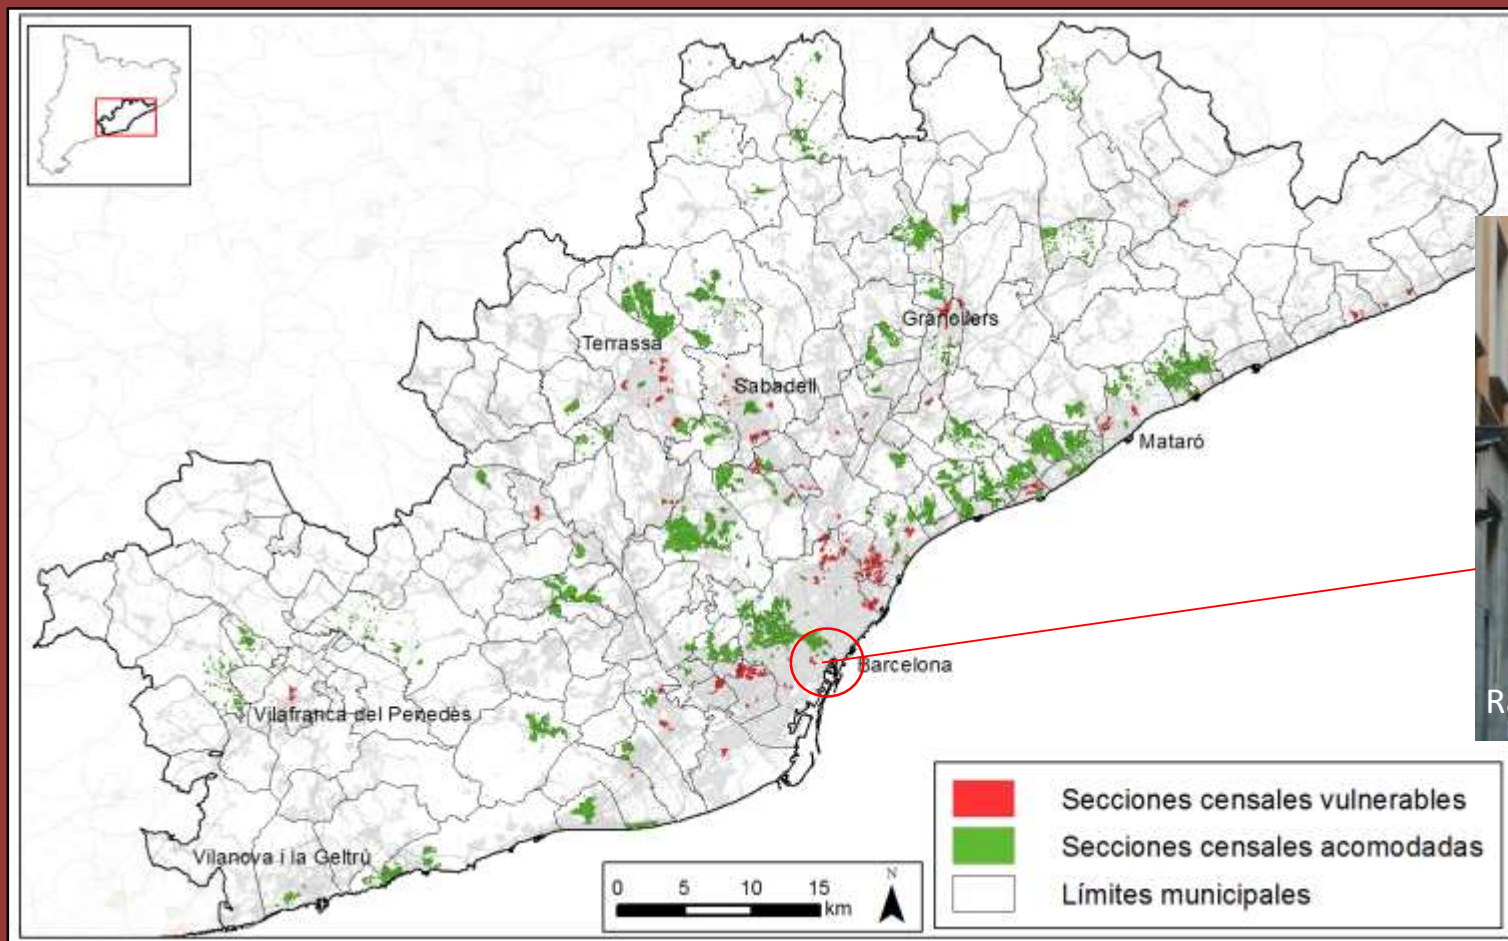 Granollers
Terrassa
Sabadell
Mataró
Barcelona
Vilafranca del Penedès
Vilanova i la Geltrú
0 5 10 15
km
N
Secciones censales vulnerables
Secciones censales acomodadas
Límites municipales